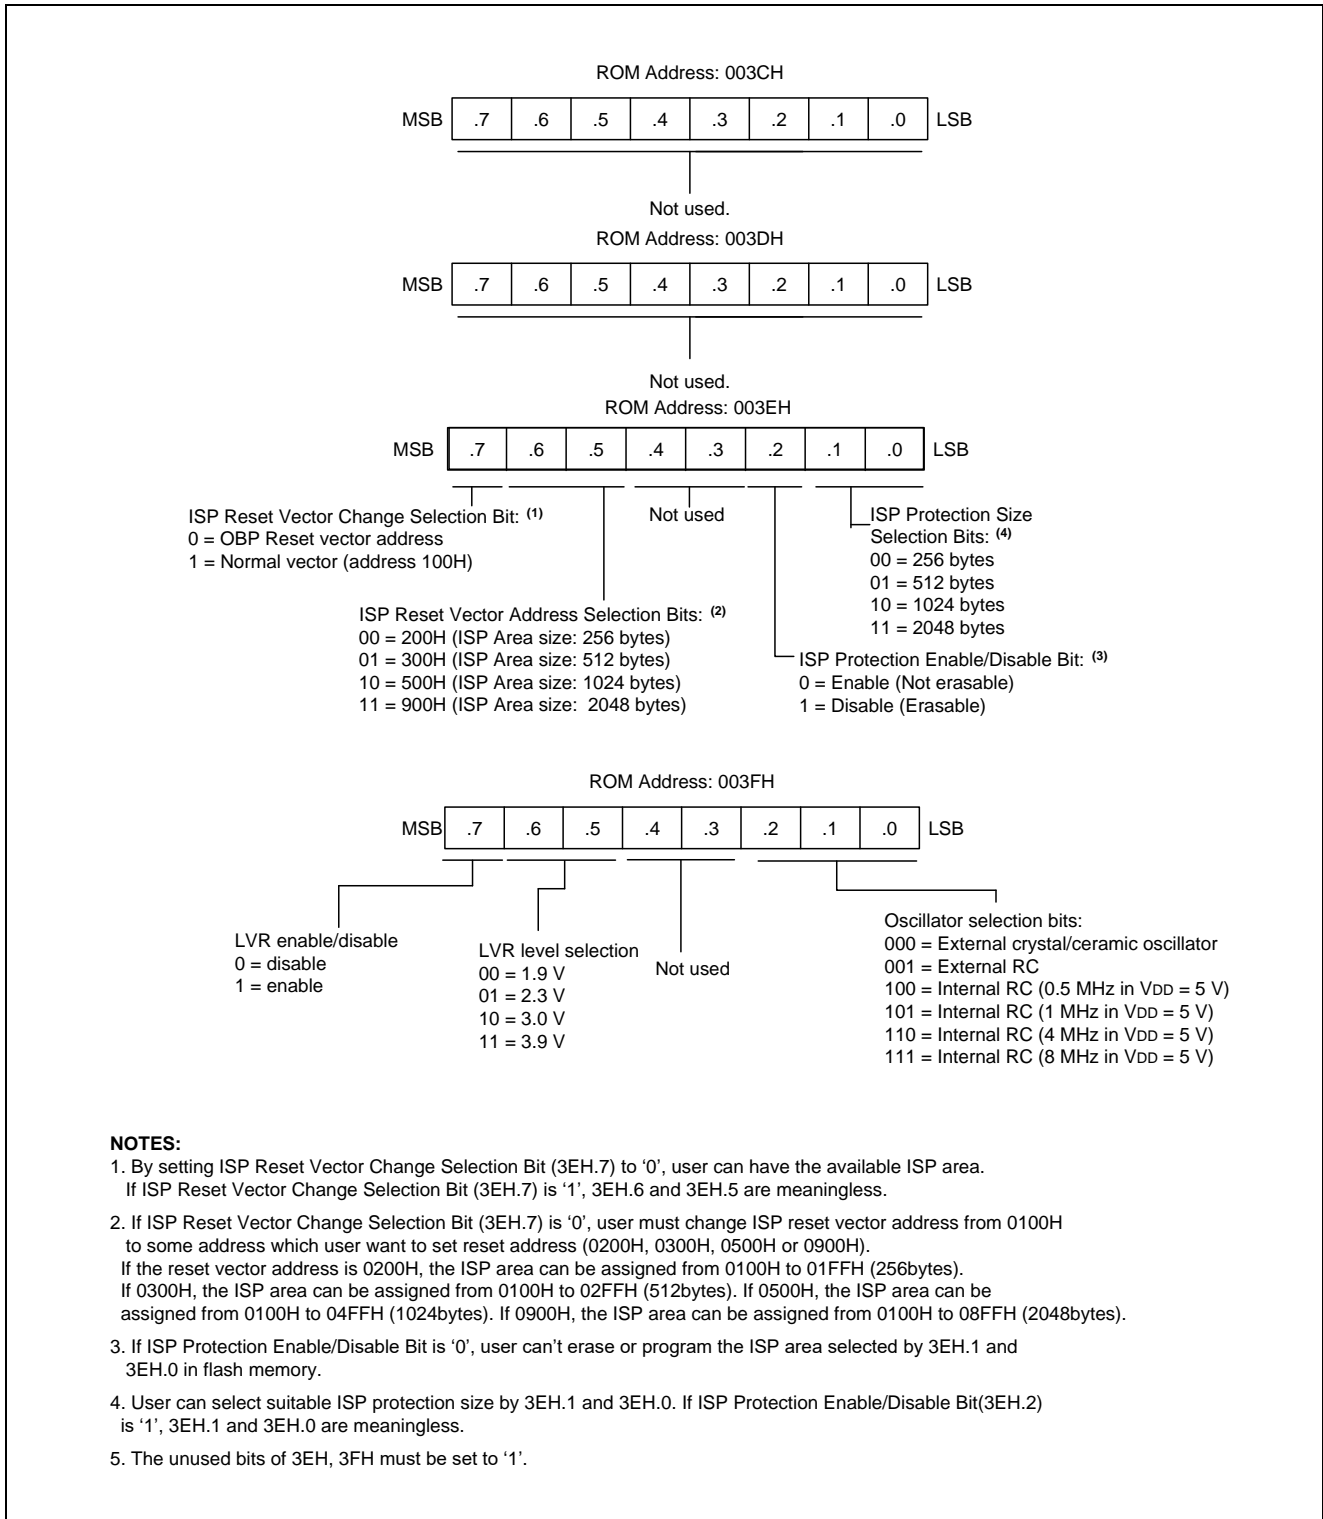 ROM Address: 003CH
MSB .7 .6 .5 .4 .3 .2 .1 .0 LSB
Not used.
ROM Address: 003DH
MSB .7 .6 .5 .4 .3 .2 .1 .0 LSB
Not used.
ROM Address: 003EH
MSB .7 .6 .5 .4 .3 .2 .1 .0 LSB
ISP Reset Vector Change Selection Bit: (1)
0 = OBP Reset vector address
1 = Normal vector (address 100H)
ISP Reset Vector Address Selection Bits: (2)
00 = 200H (ISP Area size: 256 bytes)
01 = 300H (ISP Area size: 512 bytes)
10 = 500H (ISP Area size: 1024 bytes)
11 = 900H (ISP Area size: 2048 bytes)
Not used
ISP Protection Size
Selection Bits: (4)
00 = 256 bytes
01 = 512 bytes
10 = 1024 bytes
11 = 2048 bytes
ISP Protection Enable/Disable Bit: (3)
0 = Enable (Not erasable)
1 = Disable (Erasable)
ROM Address: 003FH
MSB .7 .6 .5 .4 .3 .2 .1 .0 LSB
LVR enable/disable
0 = disable
1 = enable
LVR level selection
00 = 1.9 V
01 = 2.3 V
10 = 3.0 V
11 = 3.9 V
Not used
Oscillator selection bits:
000 = External crystal/ceramic oscillator
001 = External RC
100 = Internal RC (0.5 MHz in VDD = 5 V)
101 = Internal RC (1 MHz in VDD = 5 V)
110 = Internal RC (4 MHz in VDD = 5 V)
111 = Internal RC (8 MHz in VDD = 5 V)
NOTES:
1. By setting ISP Reset Vector Change Selection Bit (3EH.7) to ‘0’, user can have the available ISP area.
If ISP Reset Vector Change Selection Bit (3EH.7) is ‘1’, 3EH.6 and 3EH.5 are meaningless.
2. If ISP Reset Vector Change Selection Bit (3EH.7) is ‘0’, user must change ISP reset vector address from 0100H
to some address which user want to set reset address (0200H, 0300H, 0500H or 0900H).
If the reset vector address is 0200H, the ISP area can be assigned from 0100H to 01FFH (256bytes).
If 0300H, the ISP area can be assigned from 0100H to 02FFH (512bytes). If 0500H, the ISP area can be
assigned from 0100H to 04FFH (1024bytes). If 0900H, the ISP area can be assigned from 0100H to 08FFH (2048bytes).
3. If ISP Protection Enable/Disable Bit is ‘0’, user can’t erase or program the ISP area selected by 3EH.1 and
3EH.0 in flash memory.
4. User can select suitable ISP protection size by 3EH.1 and 3EH.0. If ISP Protection Enable/Disable Bit(3EH.2)
is ‘1’, 3EH.1 and 3EH.0 are meaningless.
5. The unused bits of 3EH, 3FH must be set to ‘1’.